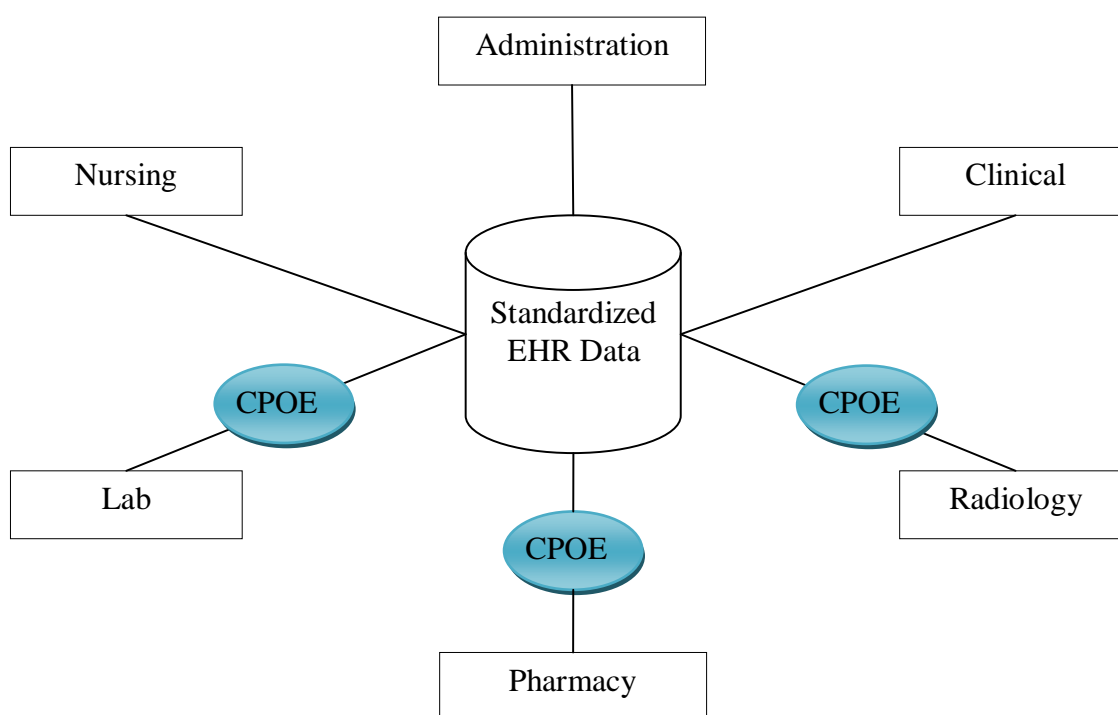 Administration
Nursing
Clinical
Standardized
EHR Data
CPOE
CPOE
Lab
Radiology
CPOE
Pharmacy